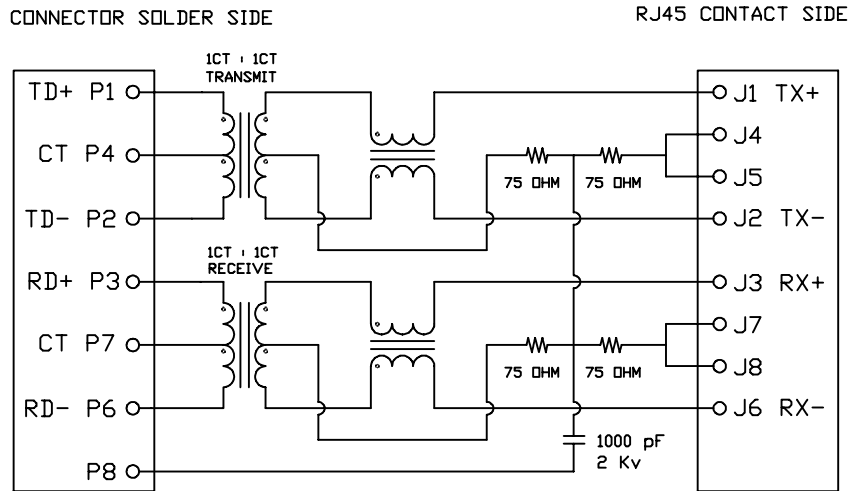 CONNECTOR SOLDER SIDE
RJ45 CONTACT SIDE
1CT : 1CT
TRANSMIT
TD+ P1
J1 TX+
J4
CT P4
75 OHM
75 OHM
J5
TD- P2
J2 TX-
1CT : 1CT
RECEIVE
RD+ P3
J3 RX+
J7
CT P7
75 OHM
75 OHM
J8
RD- P6
J6 RX-
1000 pF
2 Kv
P8